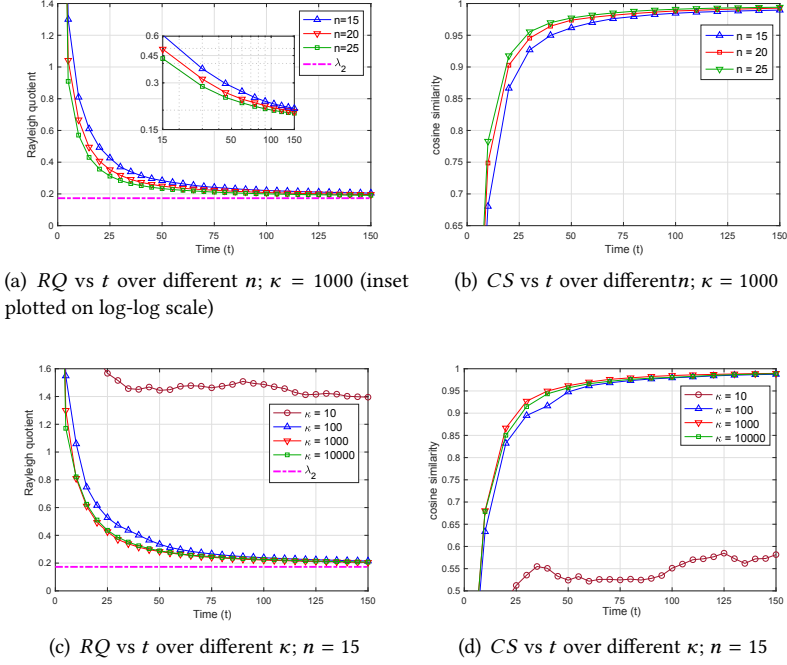 1.4
1.2
1
0.8
0.6
0.4
0.2
0
Rayleigh quotient
0 25 50 75 100 125 150
Time (t)
n=15
n=20
n=25
λ2
0.6
0.3
0.15
15 50 100 150
1
0.95
0.9
0.85
0.8
0.75
0.7
0.65
cosine similarity
0 25 50 75 100 125 150
Time (t)
n = 15
n = 20
n = 25
(a) RQ vs t over different n; κ = 1000 (inset
plotted on log-log scale)
(b) CS vs t over differentn; κ = 1000
1.6
1.4
1.2
1
0.8
0.6
0.4
0.2
0
Rayleigh quotient
0 25 50 75 100 125 150
Time (t)
κ = 10
κ = 100
κ = 1000
κ = 10000
λ2
1
0.95
0.9
0.85
0.8
0.75
0.7
0.65
0.6
0.55
0.5
cosine similarity
0 25 50 75 100 125 150
Time (t)
κ = 10
κ = 100
κ = 1000
κ = 10000
(c) RQ vs t over different κ; n = 15
(d) CS vs t over different κ; n = 15